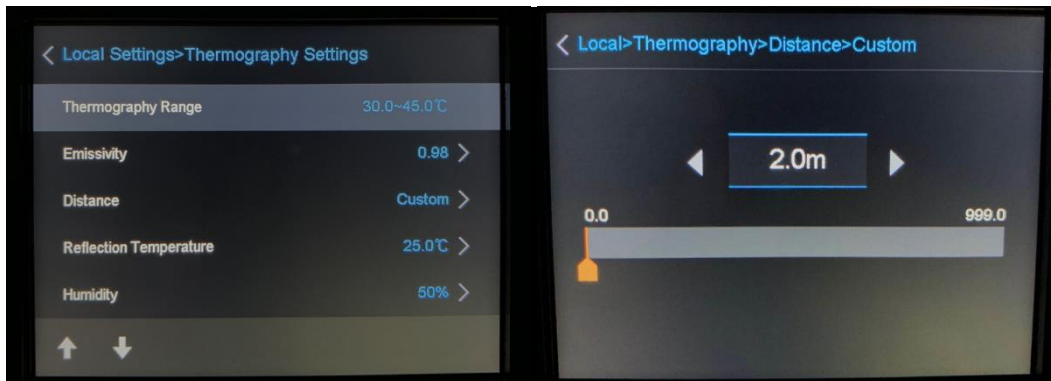 Local Settings>Thermography Settings
Thermography Range 30.0~45.0℃
Emissivity 0.98
Distance Custom
Reflection Temperature 25.0℃
Humidity 50%
Local>Thermography>Distance>Custom
2.0m
0.0 999.0